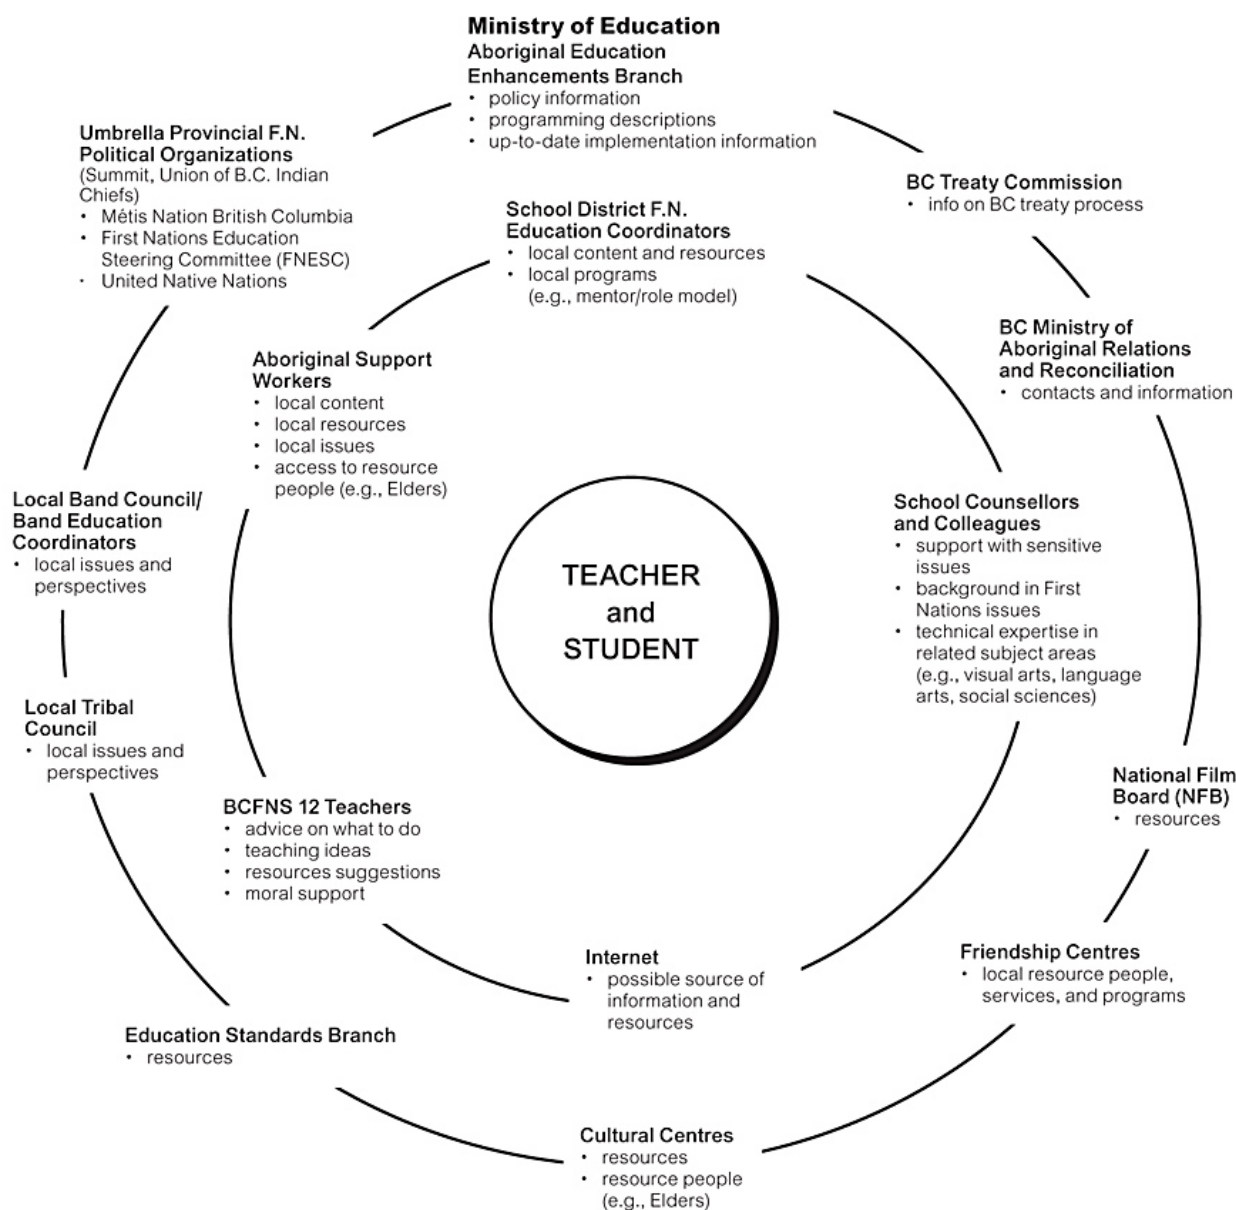 Ministry of Education
Aboriginal Education
Enhancements Branch
• policy information
• programming descriptions
• up-to-date implementation information
Umbrella Provincial F.N.
Political Organizations
(Summit, Union of B.C. Indian
Chiefs)
• Métis Nation British Columbia
• First Nations Education
Steering Committee (FNESC)
• United Native Nations
BC Treaty Commission
• info on BC treaty process
School District F.N.
Education Coordinators
• local content and resources
• local programs
(e.g., mentor/role model)
BC Ministry of
Aboriginal Relations
and Reconciliation
• contacts and information
Aboriginal Support
Workers
• local content
• local resources
• local issues
• access to resource
people (e.g., Elders)
Local Band Council/
Band Education
Coordinators
• local issues and
perspectives
School Counsellors
and Colleagues
• support with sensitive
issues
• background in First
Nations issues
• technical expertise in
related subject areas
(e.g., visual arts, language
arts, social sciences)
TEACHER
and
STUDENT
Local Tribal
Council
• local issues and
perspectives
National Film
Board (NFB)
• resources
BCFNS 12 Teachers
• advice on what to do
• teaching ideas
• resources suggestions
• moral support
Internet
• possible source of
information and
resources
Friendship Centres
• local resource people,
services, and programs
Education Standards Branch
• resources
Cultural Centres
• resources
• resource people
(e.g., Elders)